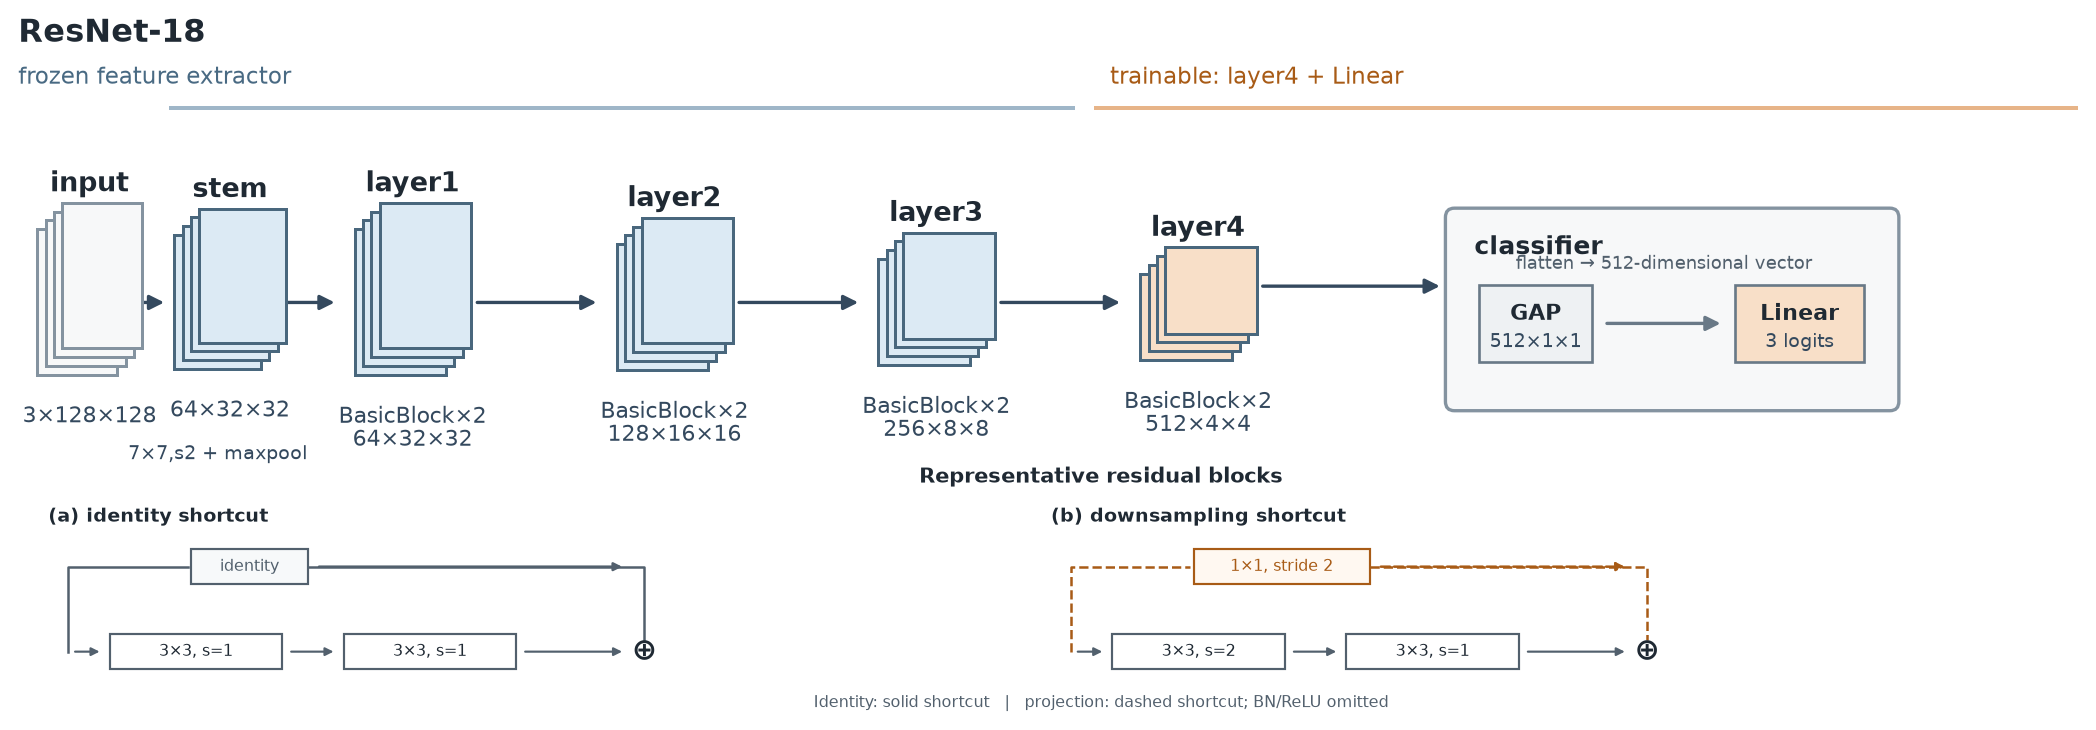 ResNet-18
frozen feature extractor
trainable: layer4 + Linear
input
stem
layer1
layer2
layer3
layer4
classifier
flatten → 512-dimensional vector
GAP
512×1×1
Linear
3 logits
3×128×128
64×32×32
7×7,s2 + maxpool
BasicBlock×2
64×32×32
BasicBlock×2
128×16×16
BasicBlock×2
256×8×8
BasicBlock×2
512×4×4
Representative residual blocks
(a) identity shortcut
identity
3×3, s=1
3×3, s=1
⊕
(b) downsampling shortcut
1×1, stride 2
3×3, s=2
3×3, s=1
⊕
Identity: solid shortcut | projection: dashed shortcut; BN/ReLU omitted